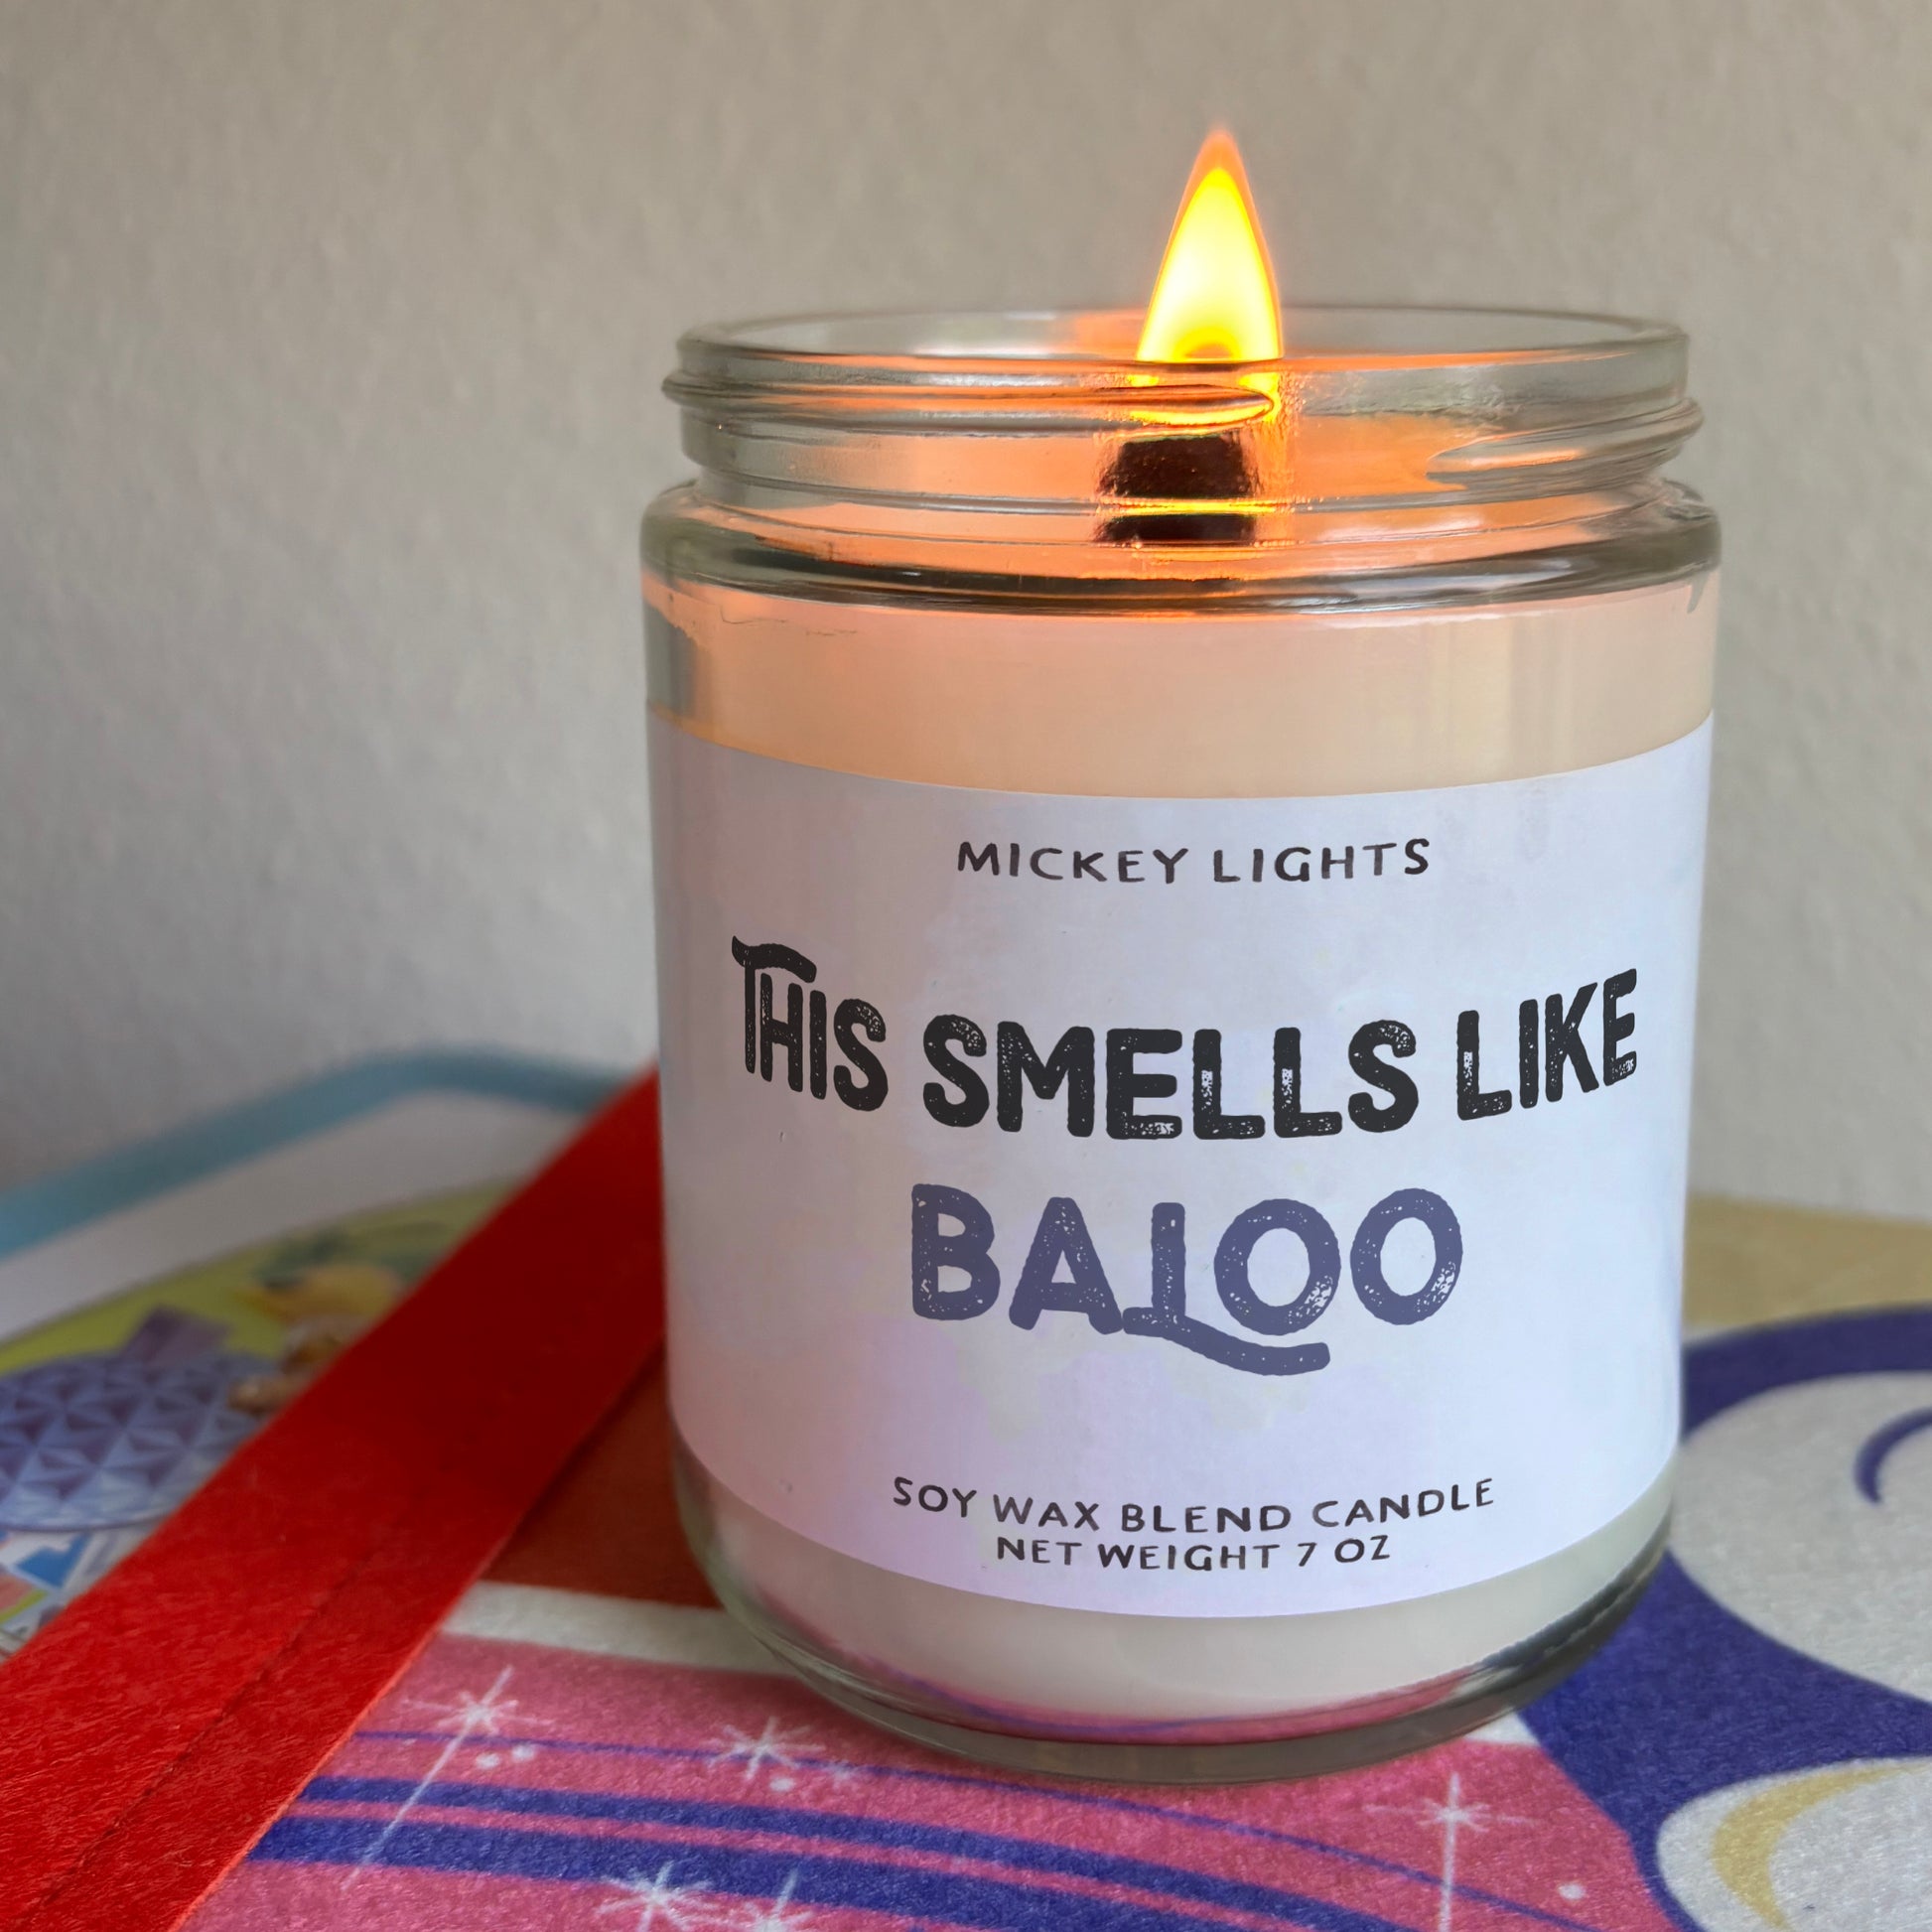 MICKEY LIGHTS
THIS SMELLS LIKE
BALOO
SOY WAX BLEND CANDLE
NET WEIGHT 7 OZ